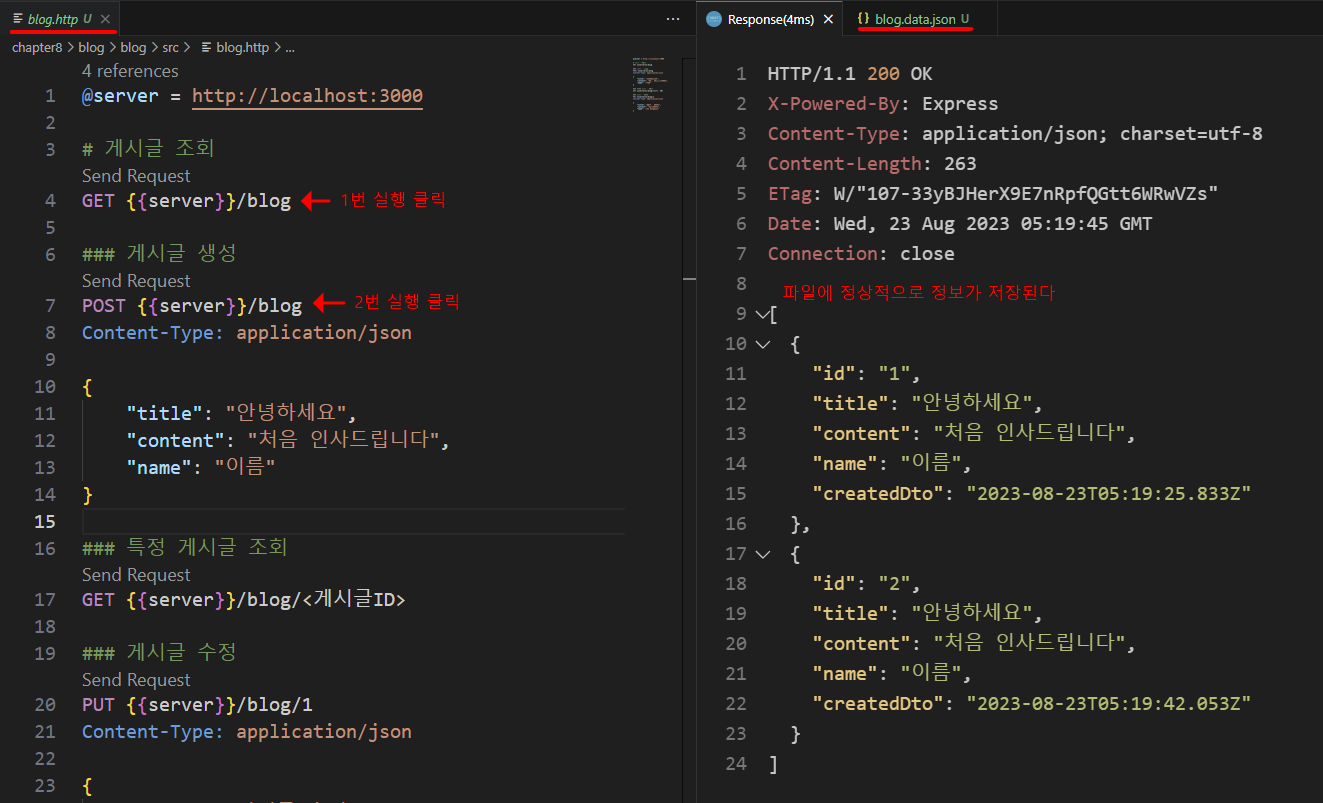 blog.http U
chapter8 > blog > blog > src > blog.http > ...
4 references
1 @server = http://localhost:3000
2
3 # 게시글 조회
Send Request
4 GET {{server}}/blog 1번 실행 클릭
5
6 ### 게시글 생성
Send Request
7 POST {{server}}/blog 2번 실행 클릭
8 Content-Type: application/json
9
10 {
11 "title": "안녕하세요",
12 "content": "처음 인사드립니다",
13 "name": "이름"
14 }
15
16 ### 특정 게시글 조회
Send Request
17 GET {{server}}/blog/<게시글ID>
18
19 ### 게시글 수정
Send Request
20 PUT {{server}}/blog/1
21 Content-Type: application/json
22
23 {
Response(4ms) {} blog.data.json U
1 HTTP/1.1 200 OK
2 X-Powered-By: Express
3 Content-Type: application/json; charset=utf-8
4 Content-Length: 263
5 ETag: W/"107-33yBJHerX9E7nRpfQGtt6WRwVZs"
6 Date: Wed, 23 Aug 2023 05:19:45 GMT
7 Connection: close
8 파일에 정상적으로 정보가 저장된다
9 [
10 {
11 "id": "1",
12 "title": "안녕하세요",
13 "content": "처음 인사드립니다",
14 "name": "이름",
15 "createdDto": "2023-08-23T05:19:25.833Z"
16 },
17 {
18 "id": "2",
19 "title": "안녕하세요",
20 "content": "처음 인사드립니다",
21 "name": "이름",
22 "createdDto": "2023-08-23T05:19:42.053Z"
23 }
24 ]